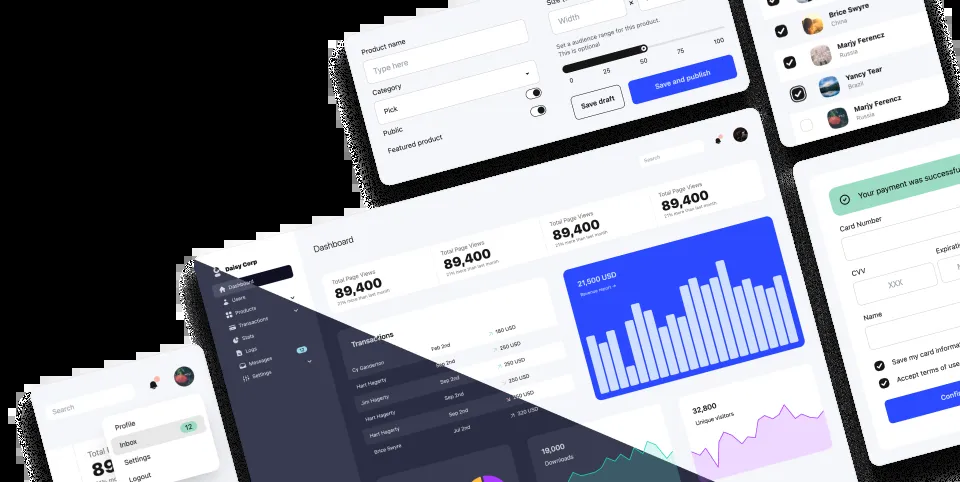 Product name
Type here
Category
Pick
Public
Featured product
Width
×
Set a audience range for this product.
This is optional
0
25
50
75
100
Save draft
Save and publish
Brice Swyre
China
Marjy Ferencz
Russia
Yancy Tear
Brazil
Marjy Ferencz
Russia
Daisy Corp
Dashboard
Users
Products
Transactions
Stats
Logs
Messages
12
Settings
Dashboard
Search
Total Page Views
89,400
21% more than last month
Total Page Views
89,400
21% more than last month
Total Page Views
89,400
21% more than last month
Total Page Views
89,400
21% more than last month
Transactions
Cy Ganderton
Feb 2nd
180 USD
Hart Hagerty
Sep 2nd
250 USD
Jim Hagerty
Sep 2nd
250 USD
Hart Hagerty
Sep 2nd
250 USD
Hart Hagerty
Sep 2nd
200 USD
Brice Swyre
Jul 2nd
320 USD
21,500 USD
Revenue report
19,000
Downloads
32,800
Unique visitors
Your payment was successfu
Card Number
CVV
XXX
Expirati
Name
Save my card informa
Accept terms of use
Confi
Search
Profile
Inbox
12
Settings
Logout
Total
89